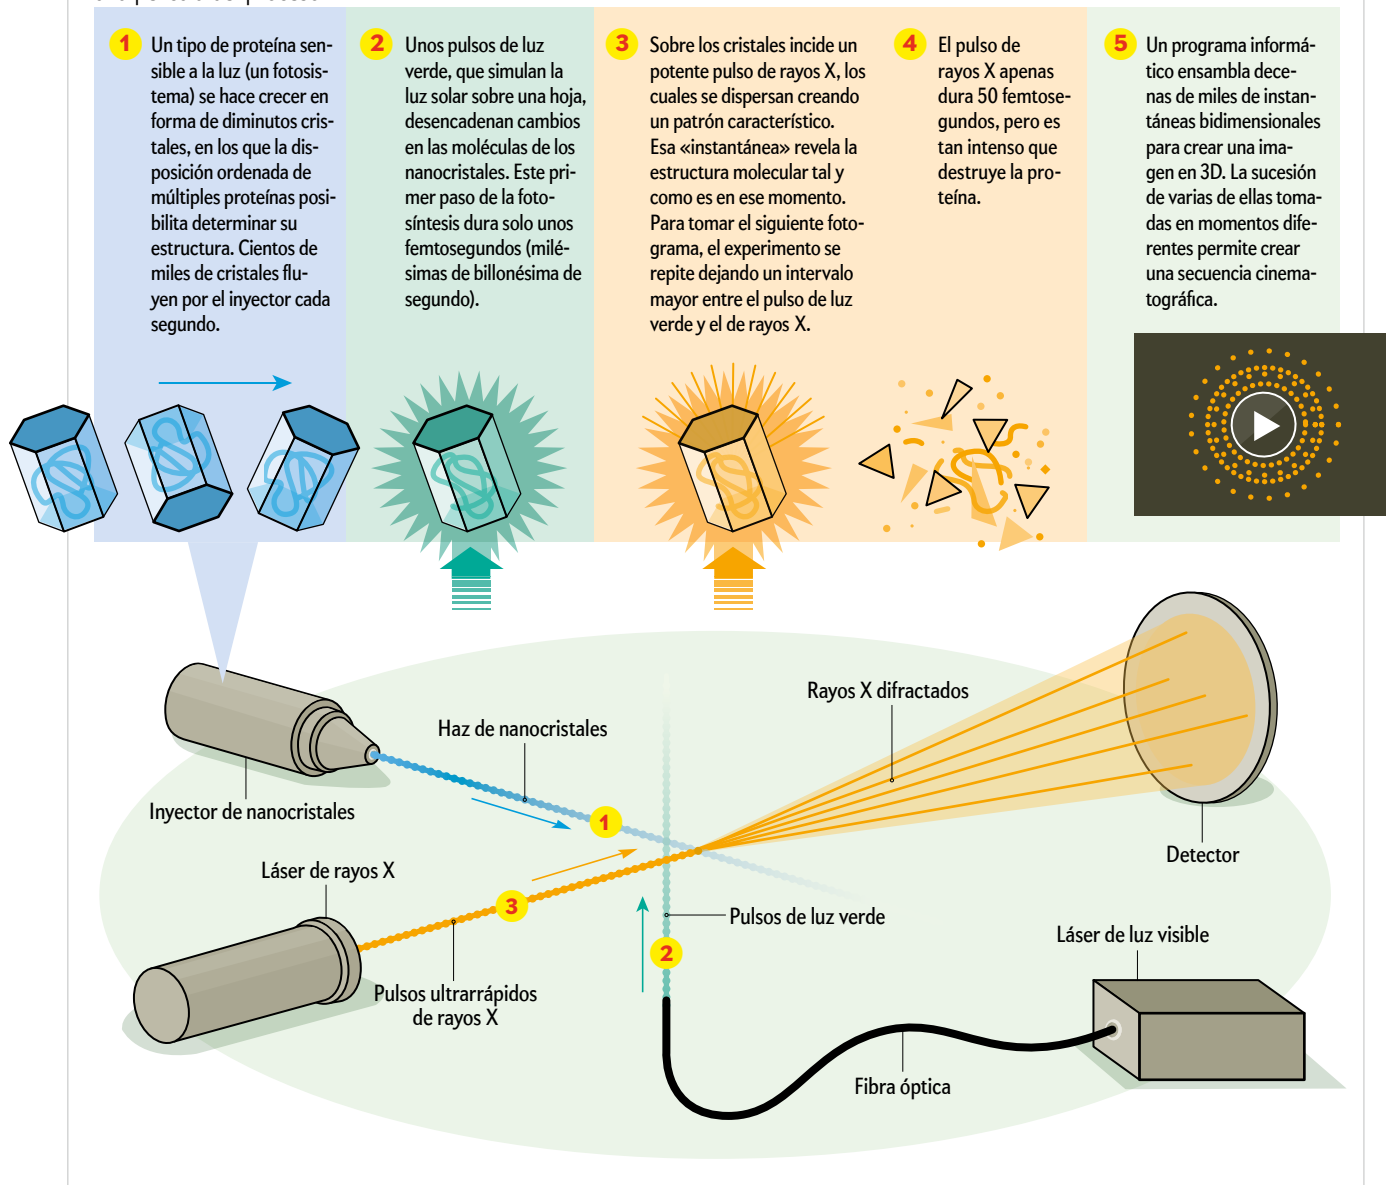 1
Un tipo de proteína sen-
sible a la luz (un fotosis-
tema) se hace crecer en
forma de diminutos cris-
tales, en los que la dis-
posición ordenada de
múltiples proteínas posi-
bilita determinar su
estructura. Cientos de
miles de cristales flu-
yen por el inyector cada
segundo.
2
Unos pulsos de luz
verde, que simulan la
luz solar sobre una hoja,
desencadenan cambios
en las moléculas de los
nanocristales. Este pri-
mer paso de la foto-
síntesis dura solo unos
femtosegundos (milé-
simas de billonésima de
segundo).
3
Sobre los cristales incide un
potente pulso de rayos X, los
cuales se dispersan creando
un patrón característico.
Esa «instantánea» revela la
estructura molecular tal y
como es en ese momento.
Para tomar el siguiente foto-
grama, el experimento se
repite dejando un intervalo
mayor entre el pulso de luz
verde y el de rayos X.
4
El pulso de
rayos X apenas
dura 50 femtose-
gundos, pero es
tan intenso que
destruye la pro-
teína.
5
Un programa informá-
tico ensambla dece-
nas de miles de instan-
táneas bidimensionales
para crear una ima-
gen en 3D. La sucesión
de varias de ellas toma-
das en momentos dife-
rentes permite crear
una secuencia cinema-
tográfica.
Rayos X difractados
Haz de nanocristales
Inyector de nanocristales
1
Detector
Láser de rayos X
3
Pulsos de luz verde
Láser de luz visible
2
Pulsos ultrarrápidos
de rayos X
Fibra óptica